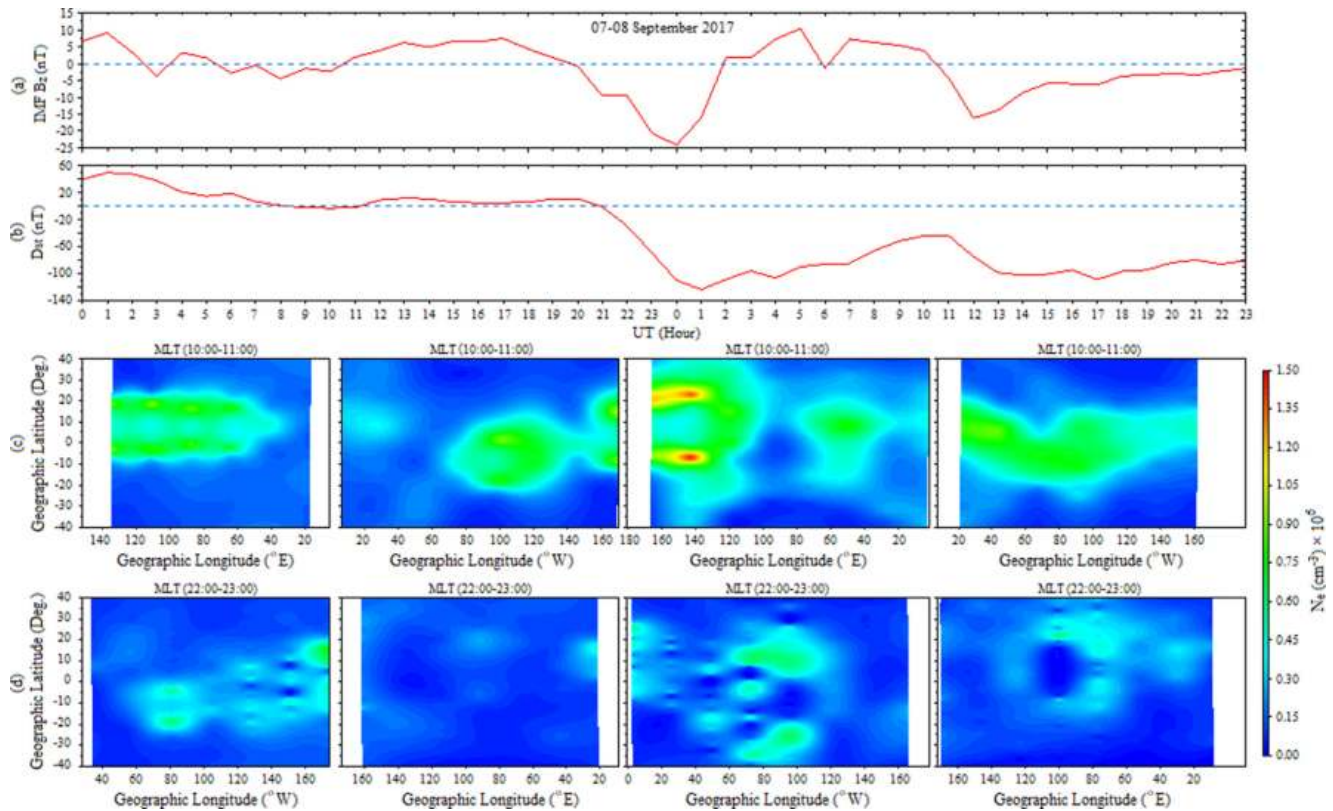 07-08 September 2017
(a)
IMF Bz (nT)
15
10
5
0
-5
-10
-15
-20
-25
(b)
Dst (nT)
60
20
-20
-60
-100
-140
0 1 2 3 4 5 6 7 8 9 10 11 12 13 14 15 16 17 18 19 20 21 22 23 0 1 2 3 4 5 6 7 8 9 10 11 12 13 14 15 16 17 18 19 20 21 22 23
UT (Hour)
MLT (10:00-11:00) MLT (10:00-11:00) MLT (10:00-11:00) MLT (10:00-11:00)
(c)
Geographic Latitude (Deg.)
40
30
20
10
0
-10
-20
-30
-40
140 120 100 80 60 40 20 20 40 60 80 100 120 140 160 160 140 120 100 80 60 40 20 20 40 60 80 100 120 140 160
Geographic Longitude (°E) Geographic Longitude (°W) Geographic Longitude (°E) Geographic Longitude (°W)
MLT (22:00-23:00) MLT (22:00-23:00) MLT (22:00-23:00) MLT (22:00-23:00)
(d)
Geographic Latitude (Deg.)
40
30
20
10
0
-10
-20
-30
-40
40 60 80 100 120 140 160 160 140 120 100 80 60 40 20 0 20 40 60 80 100 120 140 160 160 140 120 100 80 60 40 20
Geographic Longitude (°W) Geographic Longitude (°E) Geographic Longitude (°W) Geographic Longitude (°E)
1.50
1.35
1.20
1.05
0.90
0.75
0.60
0.45
0.30
0.15
0.00
Ne (cm⁻³) × 10⁶